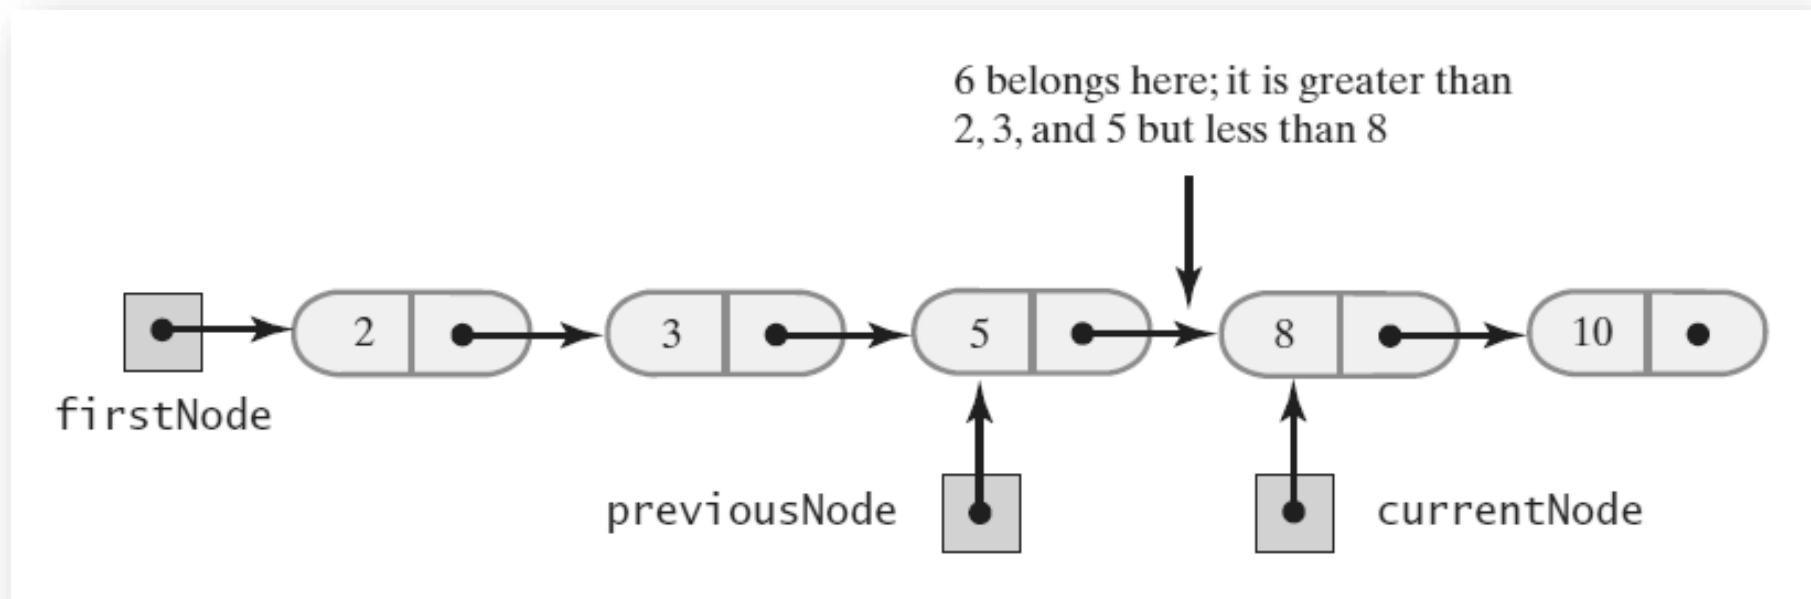 6 belongs here; it is greater than
2, 3, and 5 but less than 8
2 3 5 8 10
firstNode
previousNode currentNode